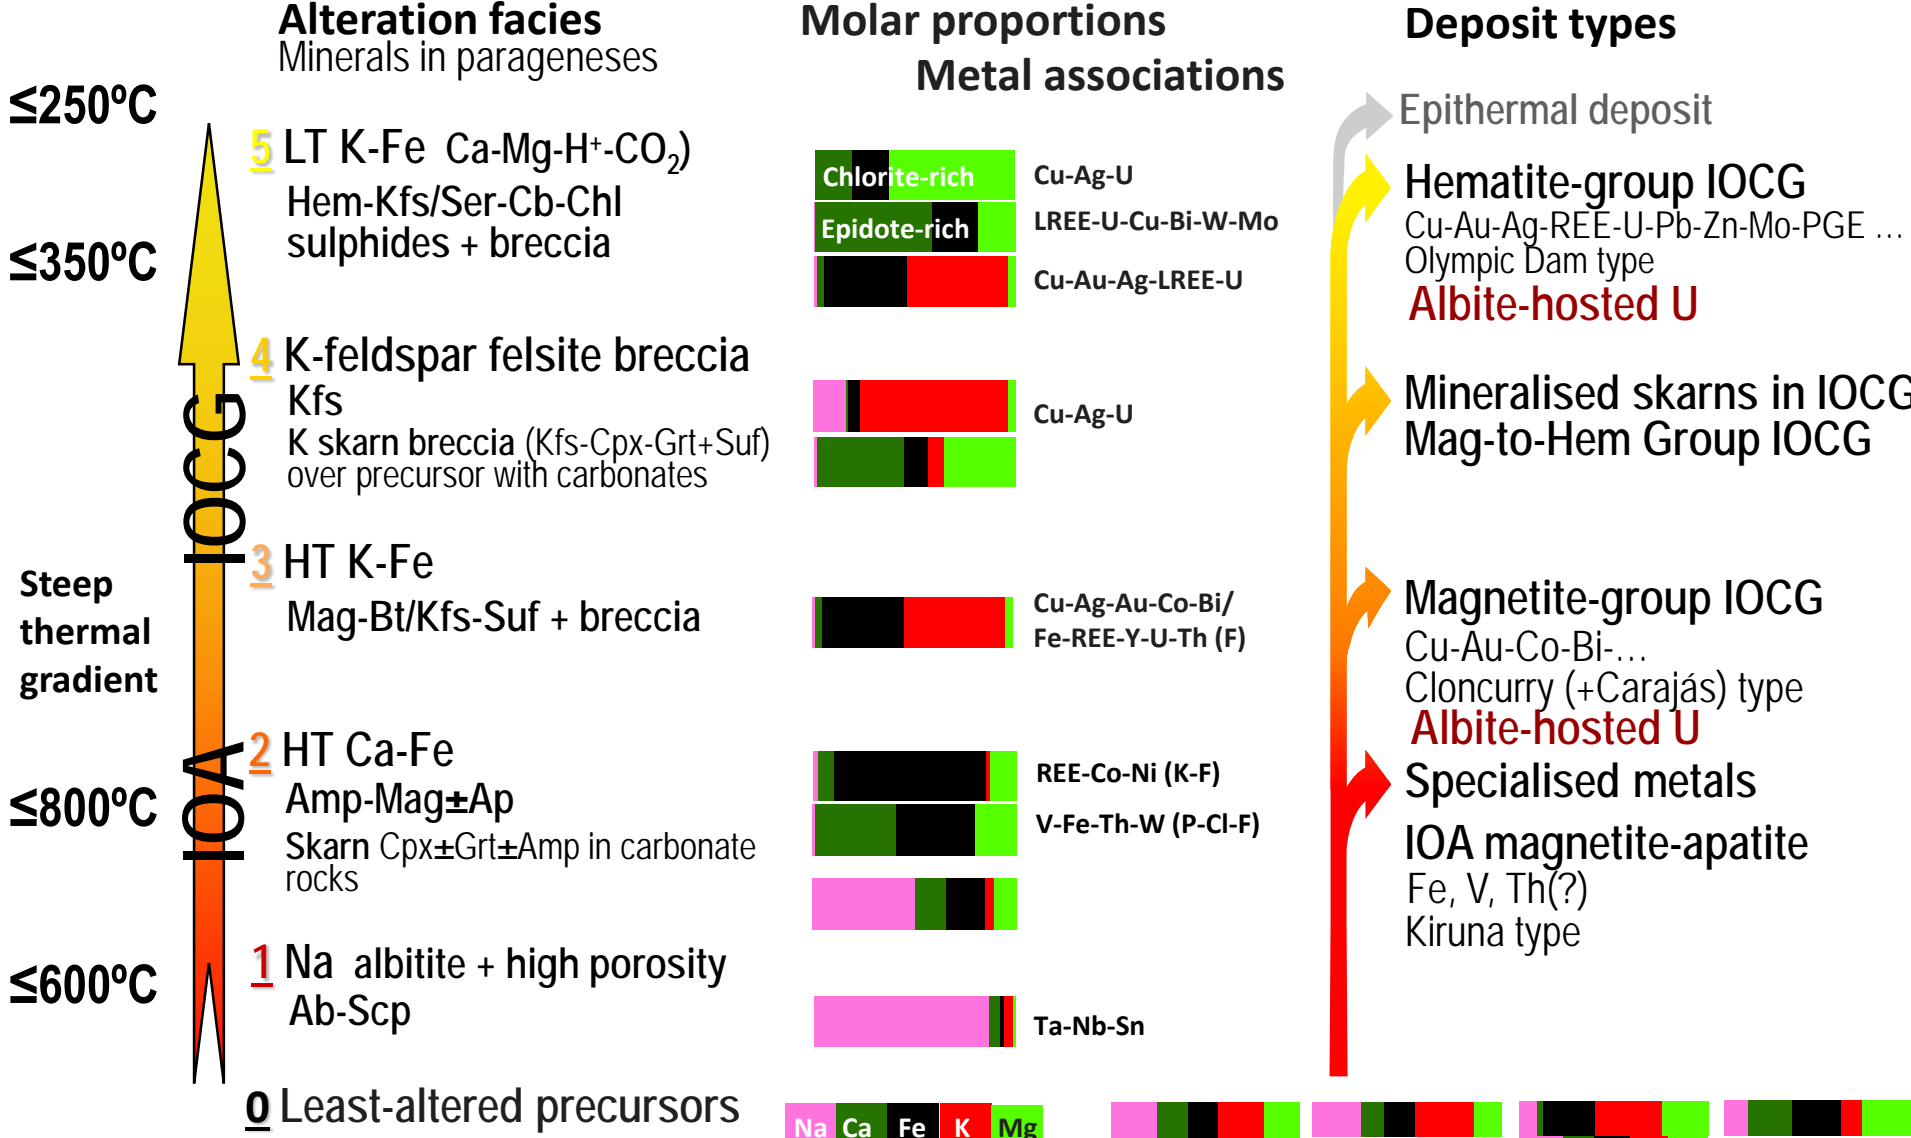 Alteration facies
Minerals in parageneses
Molar proportions
Metal associations
Deposit types
≤250ºC
≤350ºC
Steep
thermal
gradient
≤800ºC
≤600ºC
IOCG
IOA
5 LT K-Fe Ca-Mg-H⁺-CO₂)
Hem-Kfs/Ser-Cb-Chl
sulphides + breccia
4 K-feldspar felsite breccia
Kfs
K skarn breccia (Kfs-Cpx-Grt+Suf)
over precursor with carbonates
3 HT K-Fe
Mag-Bt/Kfs-Suf + breccia
2 HT Ca-Fe
Amp-Mag±Ap
Skarn Cpx±Grt±Amp in carbonate
rocks
1 Na albitite + high porosity
Ab-Scp
0 Least-altered precursors
Chlorite-rich
Cu-Ag-U
Epidote-rich
LREE-U-Cu-Bi-W-Mo
Cu-Au-Ag-LREE-U
Cu-Ag-U
Cu-Ag-Au-Co-Bi/
Fe-REE-Y-U-Th (F)
REE-Co-Ni (K-F)
V-Fe-Th-W (P-Cl-F)
Ta-Nb-Sn
Na Ca Fe K Mg
Epithermal deposit
Hematite-group IOCG
Cu-Au-Ag-REE-U-Pb-Zn-Mo-PGE ...
Olympic Dam type
Albite-hosted U
Mineralised skarns in IOCG
Mag-to-Hem Group IOCG
Magnetite-group IOCG
Cu-Au-Co-Bi-...
Cloncurry (+Carajás) type
Albite-hosted U
Specialised metals
IOA magnetite-apatite
Fe, V, Th(?)
Kiruna type